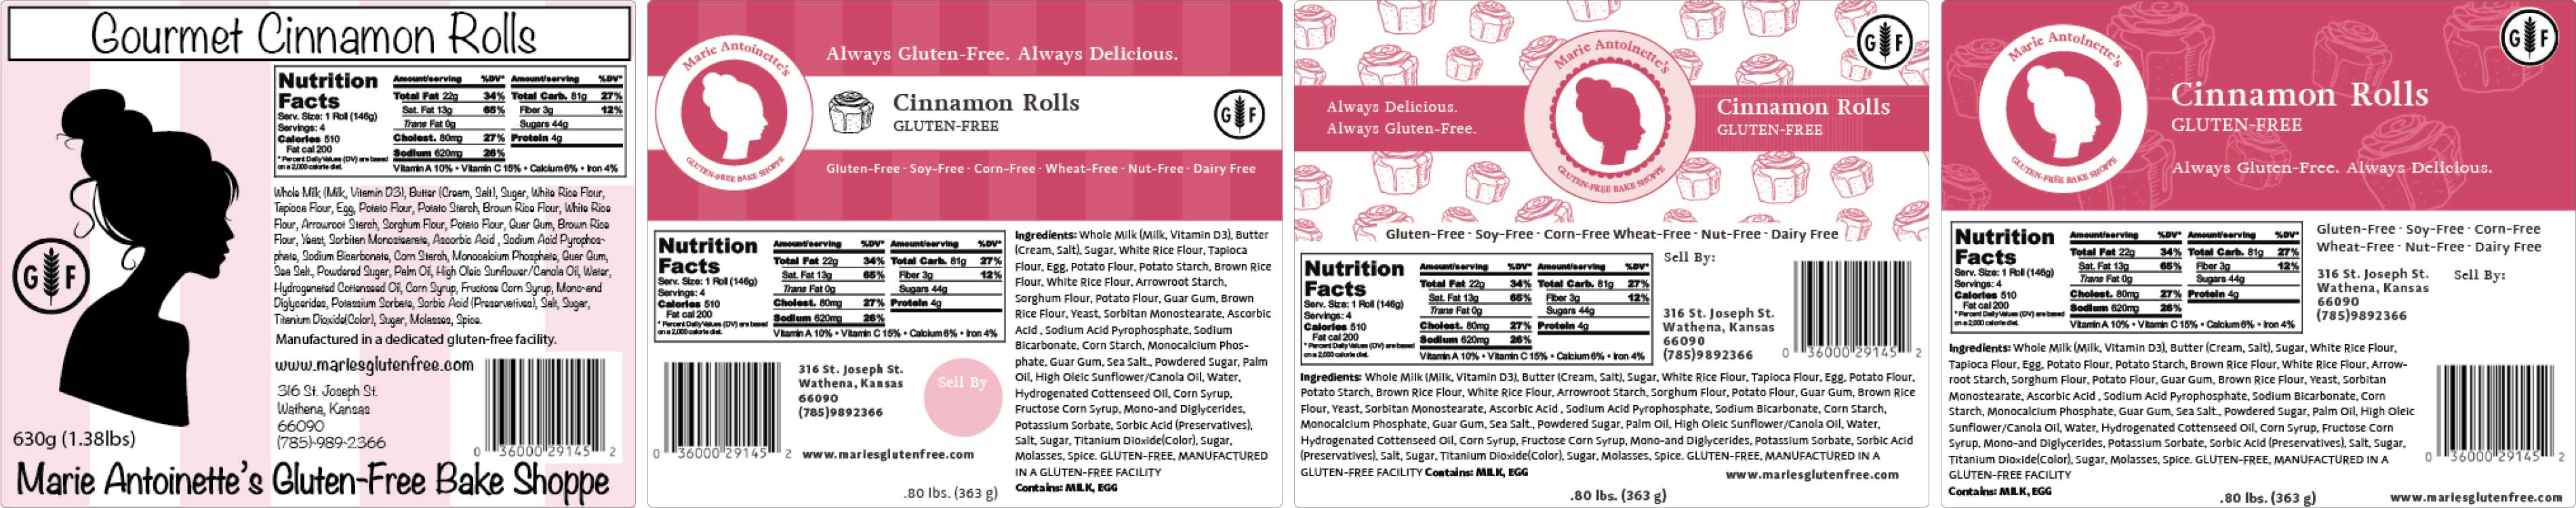 Gourmet Cinnamon Rolls
Nutrition
Facts
Serv. Size: 1 Roll (146g)
Servings: 4
Calories 510
Fat cal 200
* Percent Daily Values (DV) are based
on a 2,000 calorie diet.
Amount/serving %DV* Amount/serving %DV*
Total Fat 22g 34% Total Carb. 81g 27%
Sat. Fat 13g 65% Fiber 3g 12%
Trans Fat 0g Sugars 44g
Cholest. 80mg 27% Protein 4g
Sodium 620mg 26%
Vitamin A 10% • Vitamin C 15% • Calcium 6% • Iron 4%
Whole Milk (Milk, Vitamin D3), Butter (Cream, Salt), Sugar, White Rice Flour,
Tapioca Flour, Egg, Potato Flour, Potato Starch, Brown Rice Flour, White Rice
Flour, Arrowroot Starch, Sorghum Flour, Potato Flour, Guar Gum, Brown Rice
Flour, Yeast, Sorbitan Monostearate, Ascorbic Acid , Sodium Acid Pyrophos-
phate, Sodium Bicarbonate, Corn Starch, Monocalcium Phosphate, Guar Gum,
Sea Salt., Powdered Sugar, Palm Oil, High Oleic Sunflower/Canola Oil, Water,
Hydrogenated Cottenseed Oil, Corn Syrup, Fructose Corn Syrup, Mono-and
Diglycerides, Potassium Sorbate, Sorbic Acid (Preservatives), Salt, Sugar,
Titanium Dioxide(Color), Sugar, Molasses, Spice.
Manufactured in a dedicated gluten-free facility.
www.mariesglutenfree.com
316 St. Joseph St.
Wathena, Kansas
66090
(785)-989-2366
G F
630g (1.38lbs)
0 36000 29145 2
Marie Antoinette's Gluten-Free Bake Shoppe
Marie Antoinette's
GLUTEN-FREE BAKE SHOPPE
Always Gluten-Free. Always Delicious.
Cinnamon Rolls
GLUTEN-FREE
G F
Gluten-Free · Soy-Free · Corn-Free · Wheat-Free · Nut-Free · Dairy Free
Nutrition
Facts
Serv. Size: 1 Roll (146g)
Servings: 4
Calories 510
Fat cal 200
* Percent Daily Values (DV) are based
on a 2,000 calorie diet.
Amount/serving %DV* Amount/serving %DV*
Total Fat 22g 34% Total Carb. 81g 27%
Sat. Fat 13g 65% Fiber 3g 12%
Trans Fat 0g Sugars 44g
Cholest. 80mg 27% Protein 4g
Sodium 620mg 26%
Vitamin A 10% • Vitamin C 15% • Calcium 6% • Iron 4%
0 36000 29145 2
316 St. Joseph St.
Wathena, Kansas
66090
(785)9892366
Sell By
www.mariesglutenfree.com
.80 lbs. (363 g)
Ingredients: Whole Milk (Milk, Vitamin D3), Butter
(Cream, Salt), Sugar, White Rice Flour, Tapioca
Flour, Egg, Potato Flour, Potato Starch, Brown Rice
Flour, White Rice Flour, Arrowroot Starch,
Sorghum Flour, Potato Flour, Guar Gum, Brown
Rice Flour, Yeast, Sorbitan Monostearate, Ascorbic
Acid , Sodium Acid Pyrophosphate, Sodium
Bicarbonate, Corn Starch, Monocalcium Phos-
phate, Guar Gum, Sea Salt., Powdered Sugar, Palm
Oil, High Oleic Sunflower/Canola Oil, Water,
Hydrogenated Cottenseed Oil, Corn Syrup,
Fructose Corn Syrup, Mono-and Diglycerides,
Potassium Sorbate, Sorbic Acid (Preservatives),
Salt, Sugar, Titanium Dioxide(Color), Sugar,
Molasses, Spice. GLUTEN-FREE, MANUFACTURED
IN A GLUTEN-FREE FACILITY
Contains: MILK, EGG
Always Delicious.
Always Gluten-Free.
Marie Antoinette's
GLUTEN-FREE BAKE SHOPPE
G F
Cinnamon Rolls
GLUTEN-FREE
Gluten-Free · Soy-Free · Corn-Free Wheat-Free · Nut-Free · Dairy Free
Nutrition
Facts
Serv. Size: 1 Roll (146g)
Servings: 4
Calories 510
Fat cal 200
* Percent Daily Values (DV) are based
on a 2,000 calorie diet.
Amount/serving %DV* Amount/serving %DV*
Total Fat 22g 34% Total Carb. 81g 27%
Sat. Fat 13g 65% Fiber 3g 12%
Trans Fat 0g Sugars 44g
Cholest. 80mg 27% Protein 4g
Sodium 620mg 26%
Vitamin A 10% • Vitamin C 15% • Calcium 6% • Iron 4%
Sell By:
316 St. Joseph St.
Wathena, Kansas
66090
(785)9892366
0 36000 29145 2
Ingredients: Whole Milk (Milk, Vitamin D3), Butter (Cream, Salt), Sugar, White Rice Flour, Tapioca Flour, Egg, Potato Flour,
Potato Starch, Brown Rice Flour, White Rice Flour, Arrowroot Starch, Sorghum Flour, Potato Flour, Guar Gum, Brown Rice
Flour, Yeast, Sorbitan Monostearate, Ascorbic Acid , Sodium Acid Pyrophosphate, Sodium Bicarbonate, Corn Starch,
Monocalcium Phosphate, Guar Gum, Sea Salt., Powdered Sugar, Palm Oil, High Oleic Sunflower/Canola Oil, Water,
Hydrogenated Cottenseed Oil, Corn Syrup, Fructose Corn Syrup, Mono-and Diglycerides, Potassium Sorbate, Sorbic Acid
(Preservatives), Salt, Sugar, Titanium Dioxide(Color), Sugar, Molasses, Spice. GLUTEN-FREE, MANUFACTURED IN A
GLUTEN-FREE FACILITY Contains: MILK, EGG
www.mariesglutenfree.com
.80 lbs. (363 g)
Marie Antoinette's
GLUTEN-FREE BAKE SHOPPE
G F
Cinnamon Rolls
GLUTEN-FREE
Always Gluten-Free. Always Delicious.
Nutrition
Facts
Serv. Size: 1 Roll (146g)
Servings: 4
Calories 510
Fat cal 200
* Percent Daily Values (DV) are based
on a 2,000 calorie diet.
Amount/serving %DV* Amount/serving %DV*
Total Fat 22g 34% Total Carb. 81g 27%
Sat. Fat 13g 65% Fiber 3g 12%
Trans Fat 0g Sugars 44g
Cholest. 80mg 27% Protein 4g
Sodium 620mg 26%
Vitamin A 10% • Vitamin C 15% • Calcium 6% • Iron 4%
Gluten-Free · Soy-Free · Corn-Free
Wheat-Free · Nut-Free · Dairy Free
316 St. Joseph St.
Wathena, Kansas
66090
(785)9892366
Sell By:
Ingredients: Whole Milk (Milk, Vitamin D3), Butter (Cream, Salt), Sugar, White Rice Flour,
Tapioca Flour, Egg, Potato Flour, Potato Starch, Brown Rice Flour, White Rice Flour, Arrow-
root Starch, Sorghum Flour, Potato Flour, Guar Gum, Brown Rice Flour, Yeast, Sorbitan
Monostearate, Ascorbic Acid , Sodium Acid Pyrophosphate, Sodium Bicarbonate, Corn
Starch, Monocalcium Phosphate, Guar Gum, Sea Salt., Powdered Sugar, Palm Oil, High Oleic
Sunflower/Canola Oil, Water, Hydrogenated Cottenseed Oil, Corn Syrup, Fructose Corn
Syrup, Mono-and Diglycerides, Potassium Sorbate, Sorbic Acid (Preservatives), Salt, Sugar,
Titanium Dioxide(Color), Sugar, Molasses, Spice. GLUTEN-FREE, MANUFACTURED IN A
GLUTEN-FREE FACILITY
Contains: MILK, EGG
0 36000 29145 2
.80 lbs. (363 g)
www.mariesglutenfree.com